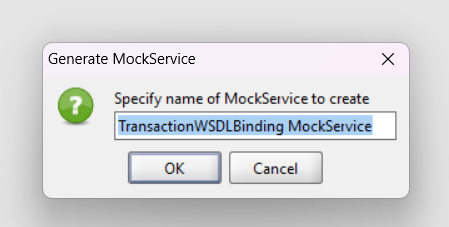 Generate MockService
Specify name of MockService to create
TransactionWSDLBinding MockService
OK
Cancel